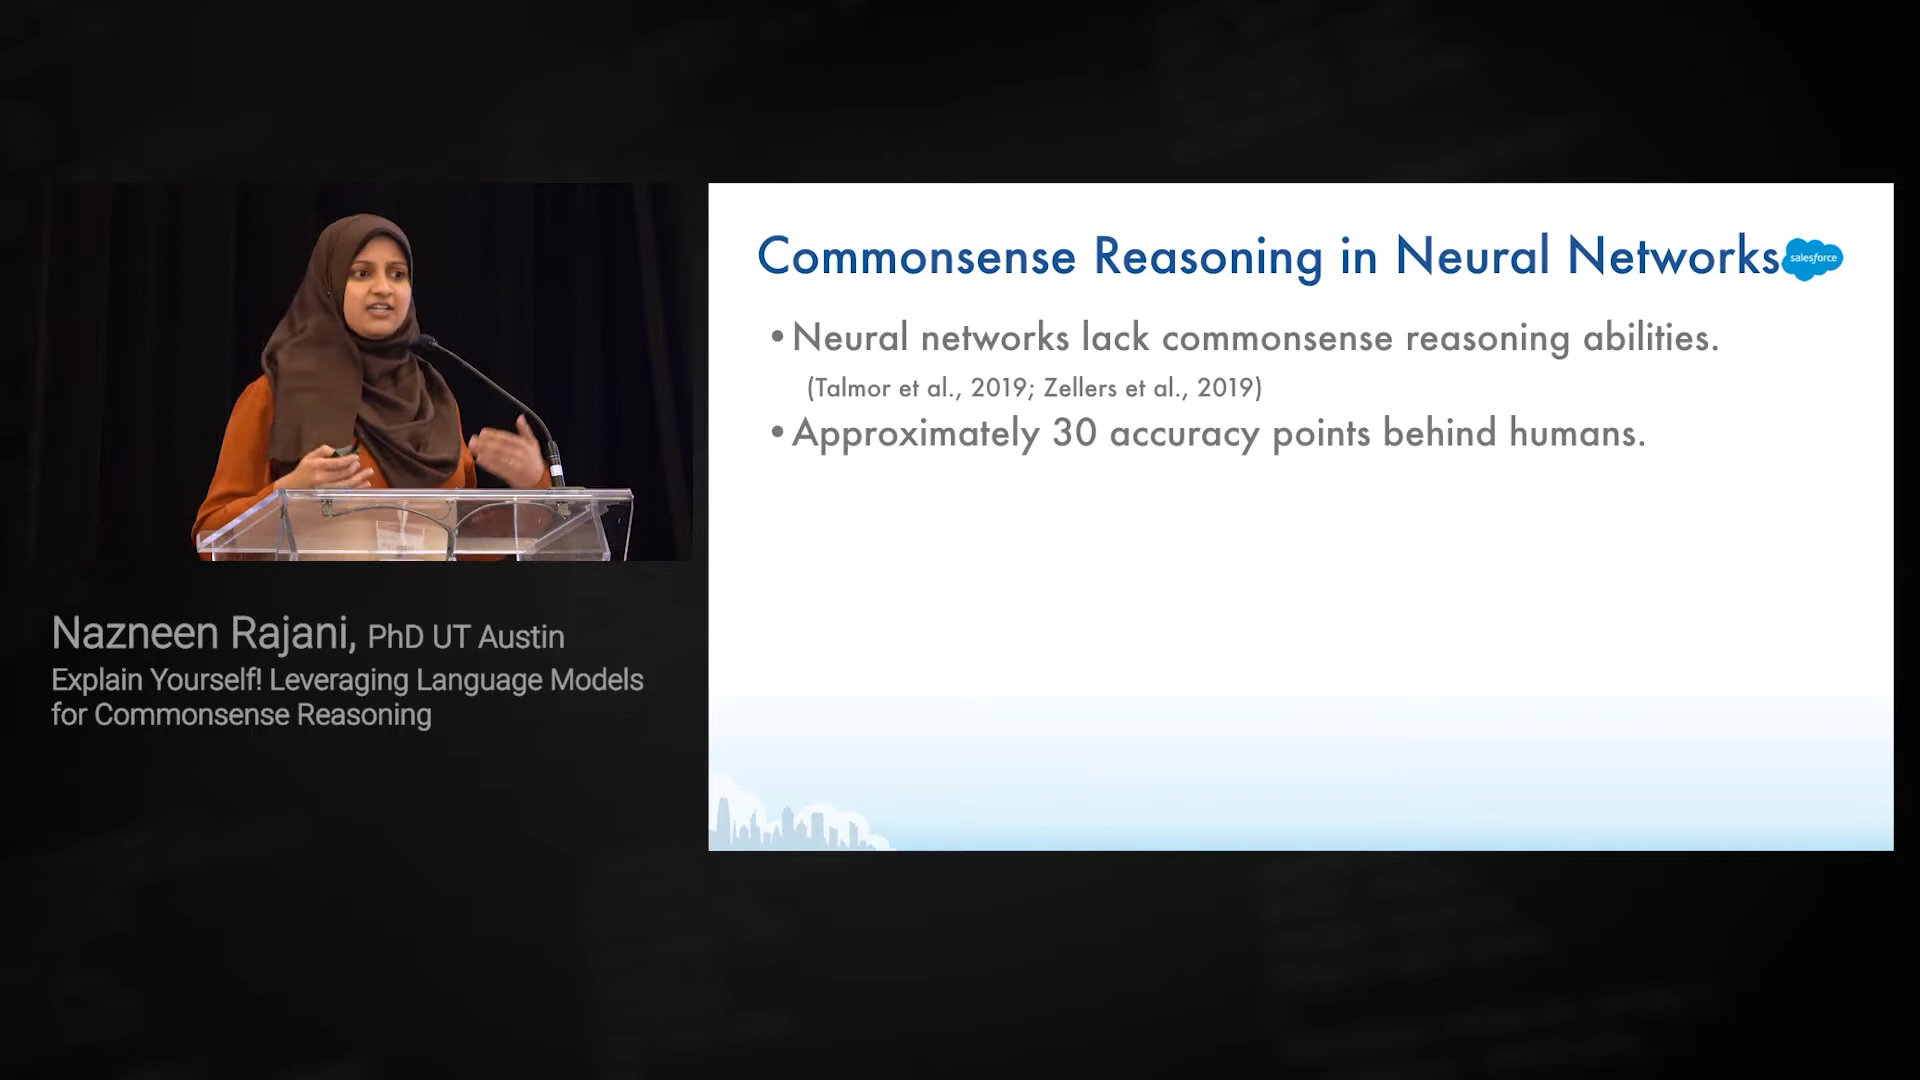 Commonsense Reasoning in Neural Networks
salesforce
•Neural networks lack commonsense reasoning abilities.
(Talmor et al., 2019; Zellers et al., 2019)
•Approximately 30 accuracy points behind humans.
Nazneen Rajani, PhD UT Austin
Explain Yourself! Leveraging Language Models
for Commonsense Reasoning